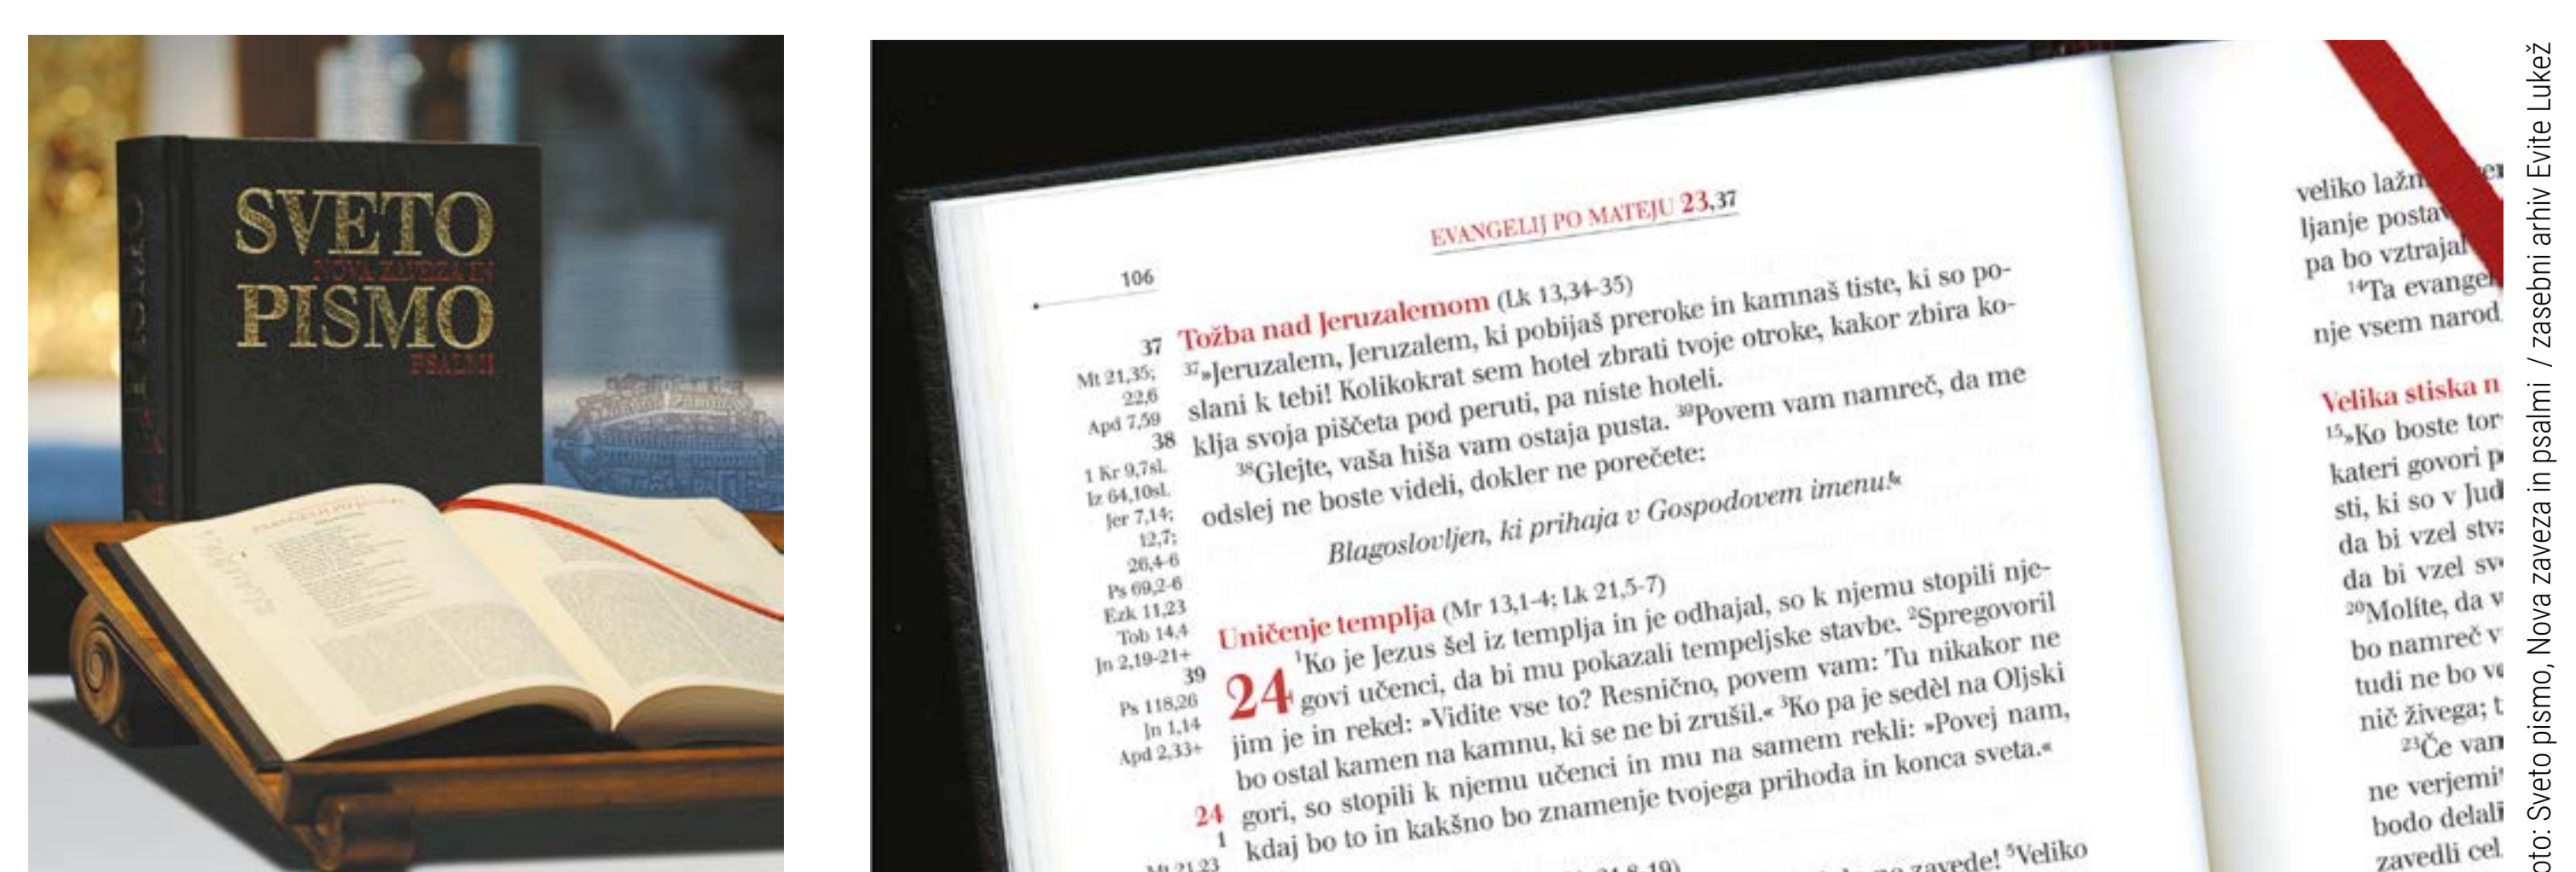 SVETO
NOVA ZAVEZA IN
PISMO
PSALMI
EVANGELIJ PO MATEJU 23,37
106
Tožba nad Jeruzalemom (Lk 13,34-35)
³⁷»Jeruzalem, Jeruzalem, ki pobijaš preroke in kamnaš tiste, ki so po-
slani k tebi! Kolikokrat sem hotel zbrati tvoje otroke, kakor zbira ko-
klja svoja piščeta pod peruti, pa niste hoteli.
³⁸Glejte, vaša hiša vam ostaja pusta. ³⁹Povem vam namreč, da me
odslej ne boste videli, dokler ne porečete:
Blagoslovljen, ki prihaja v Gospodovem imenu!«
Uničenje templja (Mr 13,1-4; Lk 21,5-7)
24 ¹Ko je Jezus šel iz templja in je odhajal, so k njemu stopili nje-
govi učenci, da bi mu pokazali tempeljske stavbe. ²Spregovoril
jim je in rekel: »Vidite vse to? Resnično, povem vam: Tu nikakor ne
bo ostal kamen na kamnu, ki se ne bi zrušil.« ³Ko pa je sedèl na Oljski
gori, so stopili k njemu učenci in mu na samem rekli: »Povej nam,
kdaj bo to in kakšno bo znamenje tvojega prihoda in konca sveta.«
zavede! ⁵Veliko
37
Mt 21,35;
22,6
Apd 7,59
38
1 Kr 9,7sl.
Iz 64,10sl.
Jer 7,14;
12,7;
26,4-6
Ps 69,2-6
Ezk 11,23
Tob 14,4
Jn 2,19-21+
39
Ps 118,26
Jn 1,14
Apd 2,33+
24
1
Mt 21,23
veliko
ljanje
pa bo vztrajal
¹⁴Ta evangel
nje vsem narod
Velika stiska n
¹⁵»Ko boste tor
kateri govori p
sti, ki so v Jud
da bi vzel stva
da bi vzel sv
²⁰Molite, da v
bo namreč v
tudi ne bo ve
nič živega; t
²³Če vam
ne verjemi
bodo delali
zavedli cel
oto: Sveto pismo, Nova zaveza in psalmi / zasebni arhiv Evite Lukež